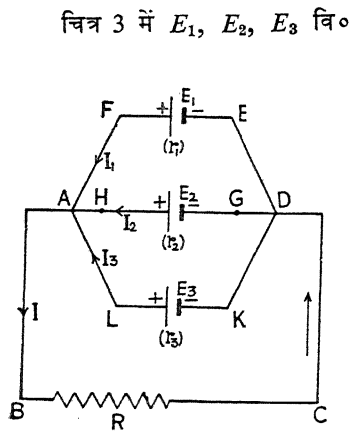 चित्र 3 में E1, E2, E3 वि०
F + E1 − E
(r1)
I1
A H I2 + E2 − G D
(r2)
I3
L + E3 − K
(r3)
I
B R C